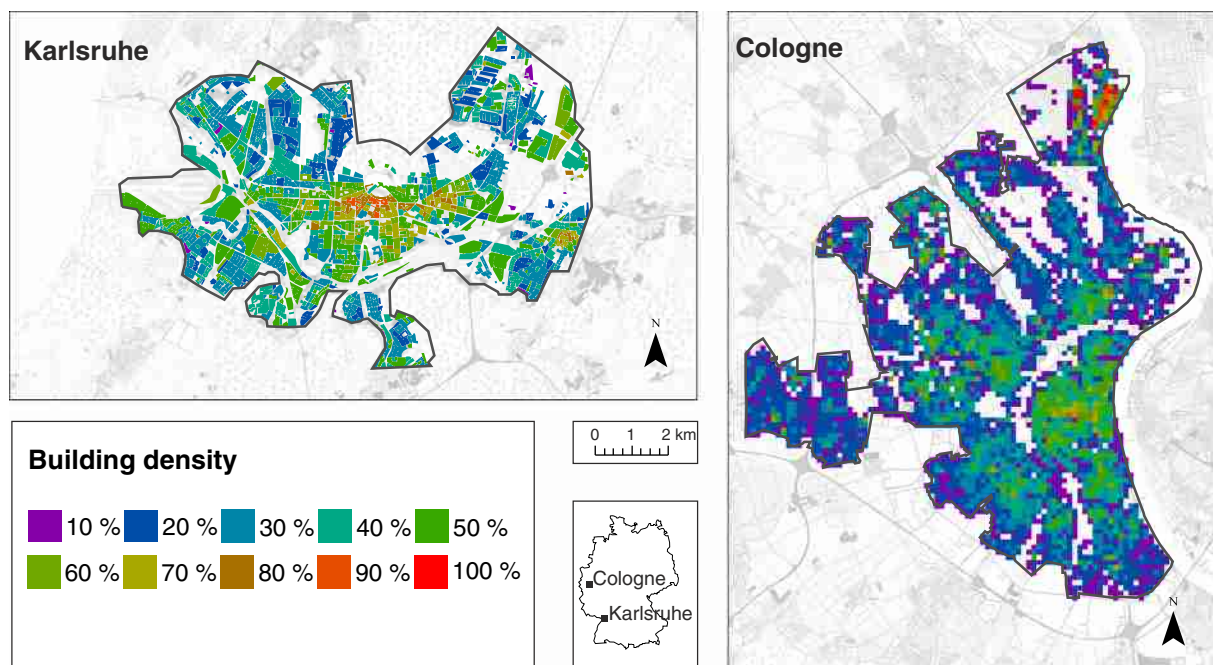 Karlsruhe
N
Cologne
N
Building density
10 % 20 % 30 % 40 % 50 %
60 % 70 % 80 % 90 % 100 %
0 1 2 km
Cologne
Karlsruhe